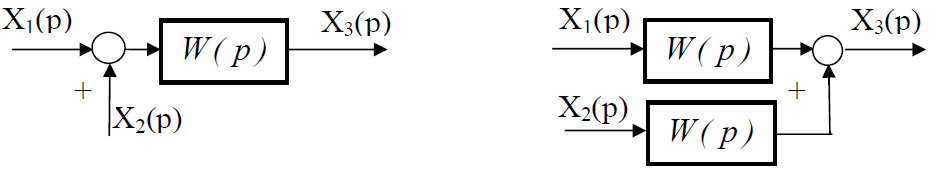 X₁(p)
W( p )
X₃(p)
+
X₂(p)
X₁(p)
W( p )
X₃(p)
+
X₂(p)
W( p )